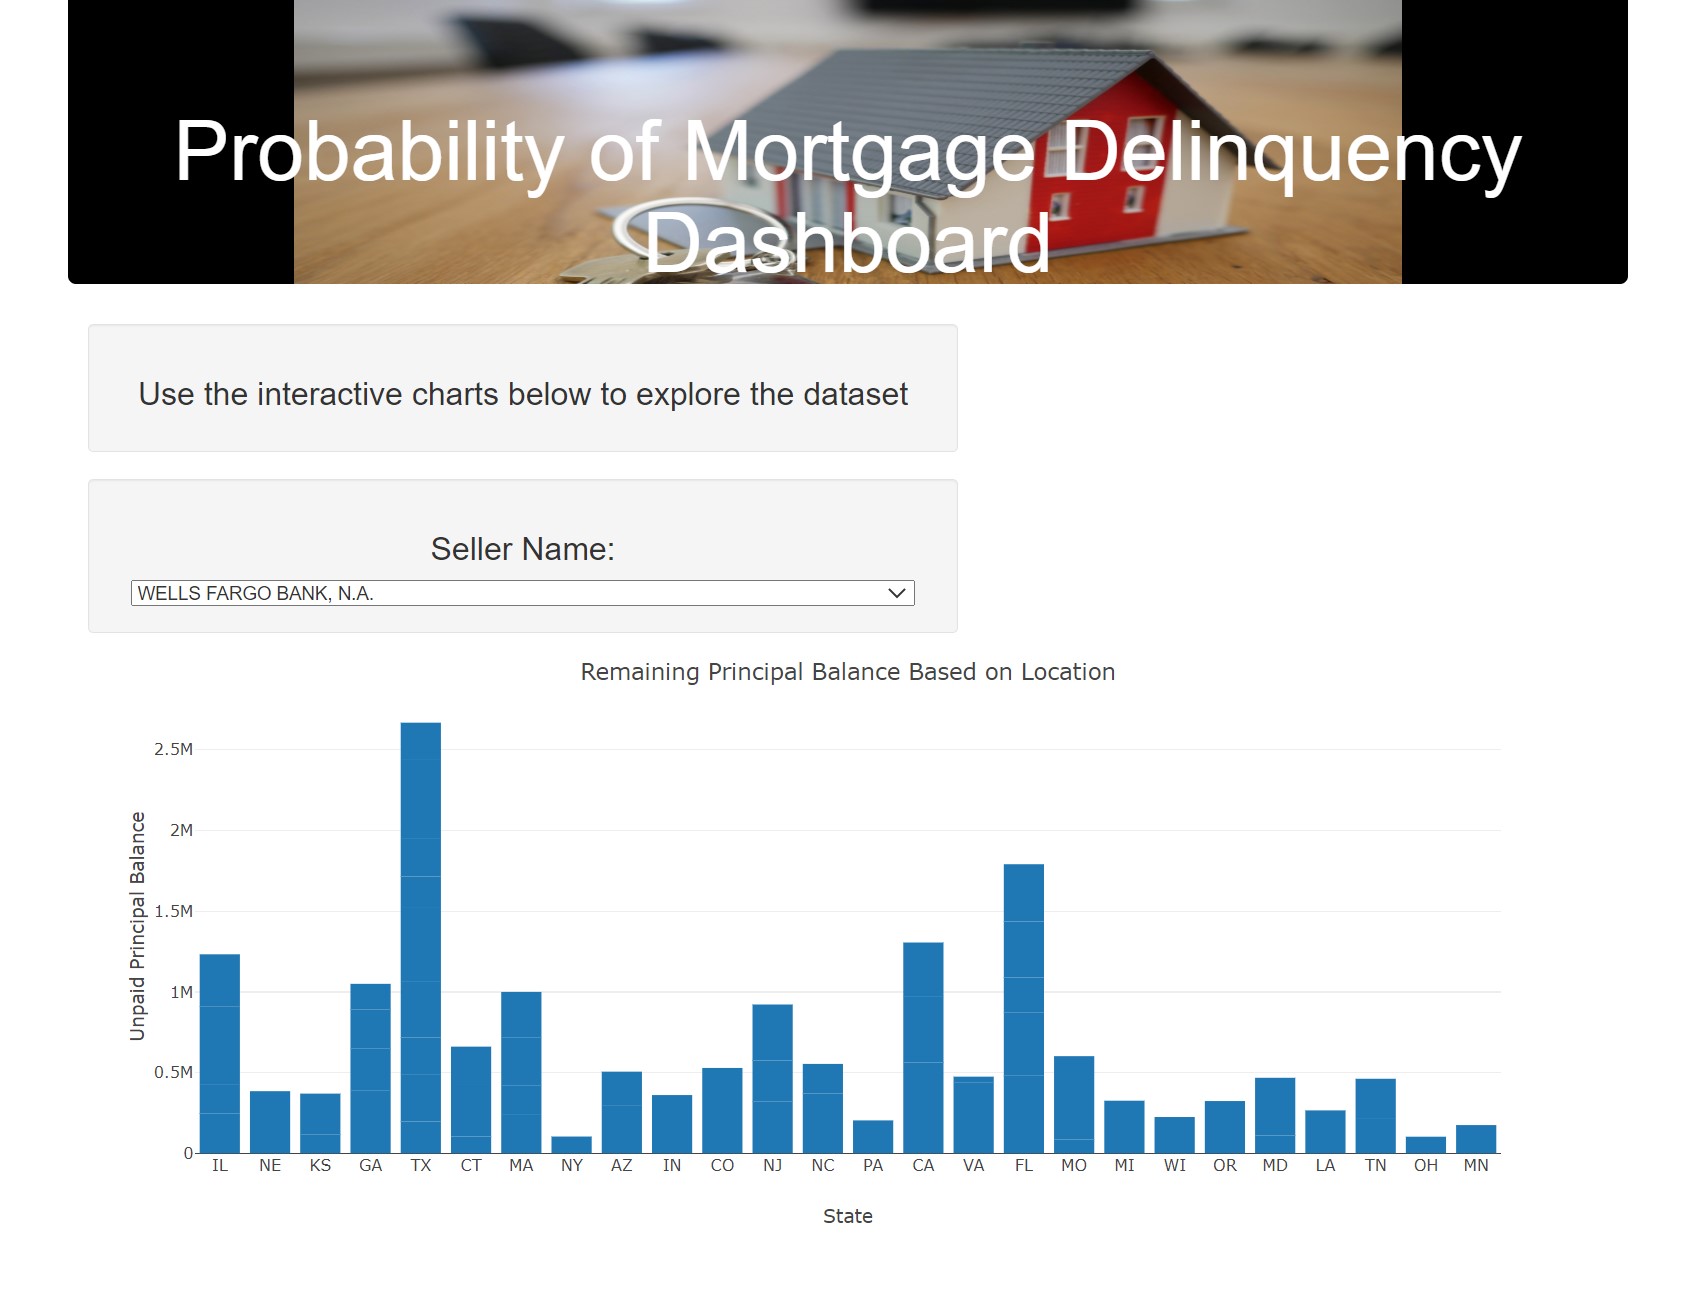 Probability of Mortgage Delinquency
Dashboard
Use the interactive charts below to explore the dataset
Seller Name:
WELLS FARGO BANK, N.A.
Remaining Principal Balance Based on Location
Unpaid Principal Balance
2.5M
2M
1.5M
1M
0.5M
0
IL NE KS GA TX CT MA NY AZ IN CO NJ NC PA CA VA FL MO MI WI OR MD LA TN OH MN
State